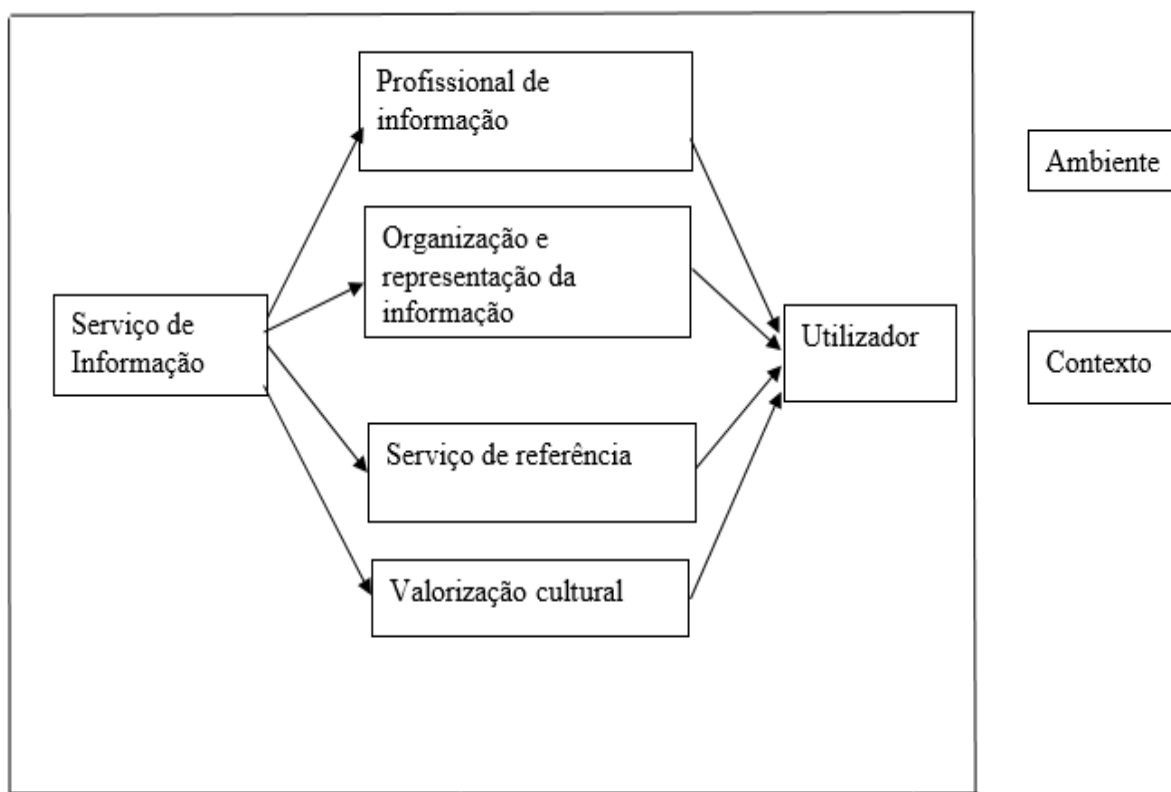 Profissional de
informação
Organização e
representação da
informação
Serviço de
Informação
Serviço de referência
Valorização cultural
Utilizador
Ambiente
Contexto